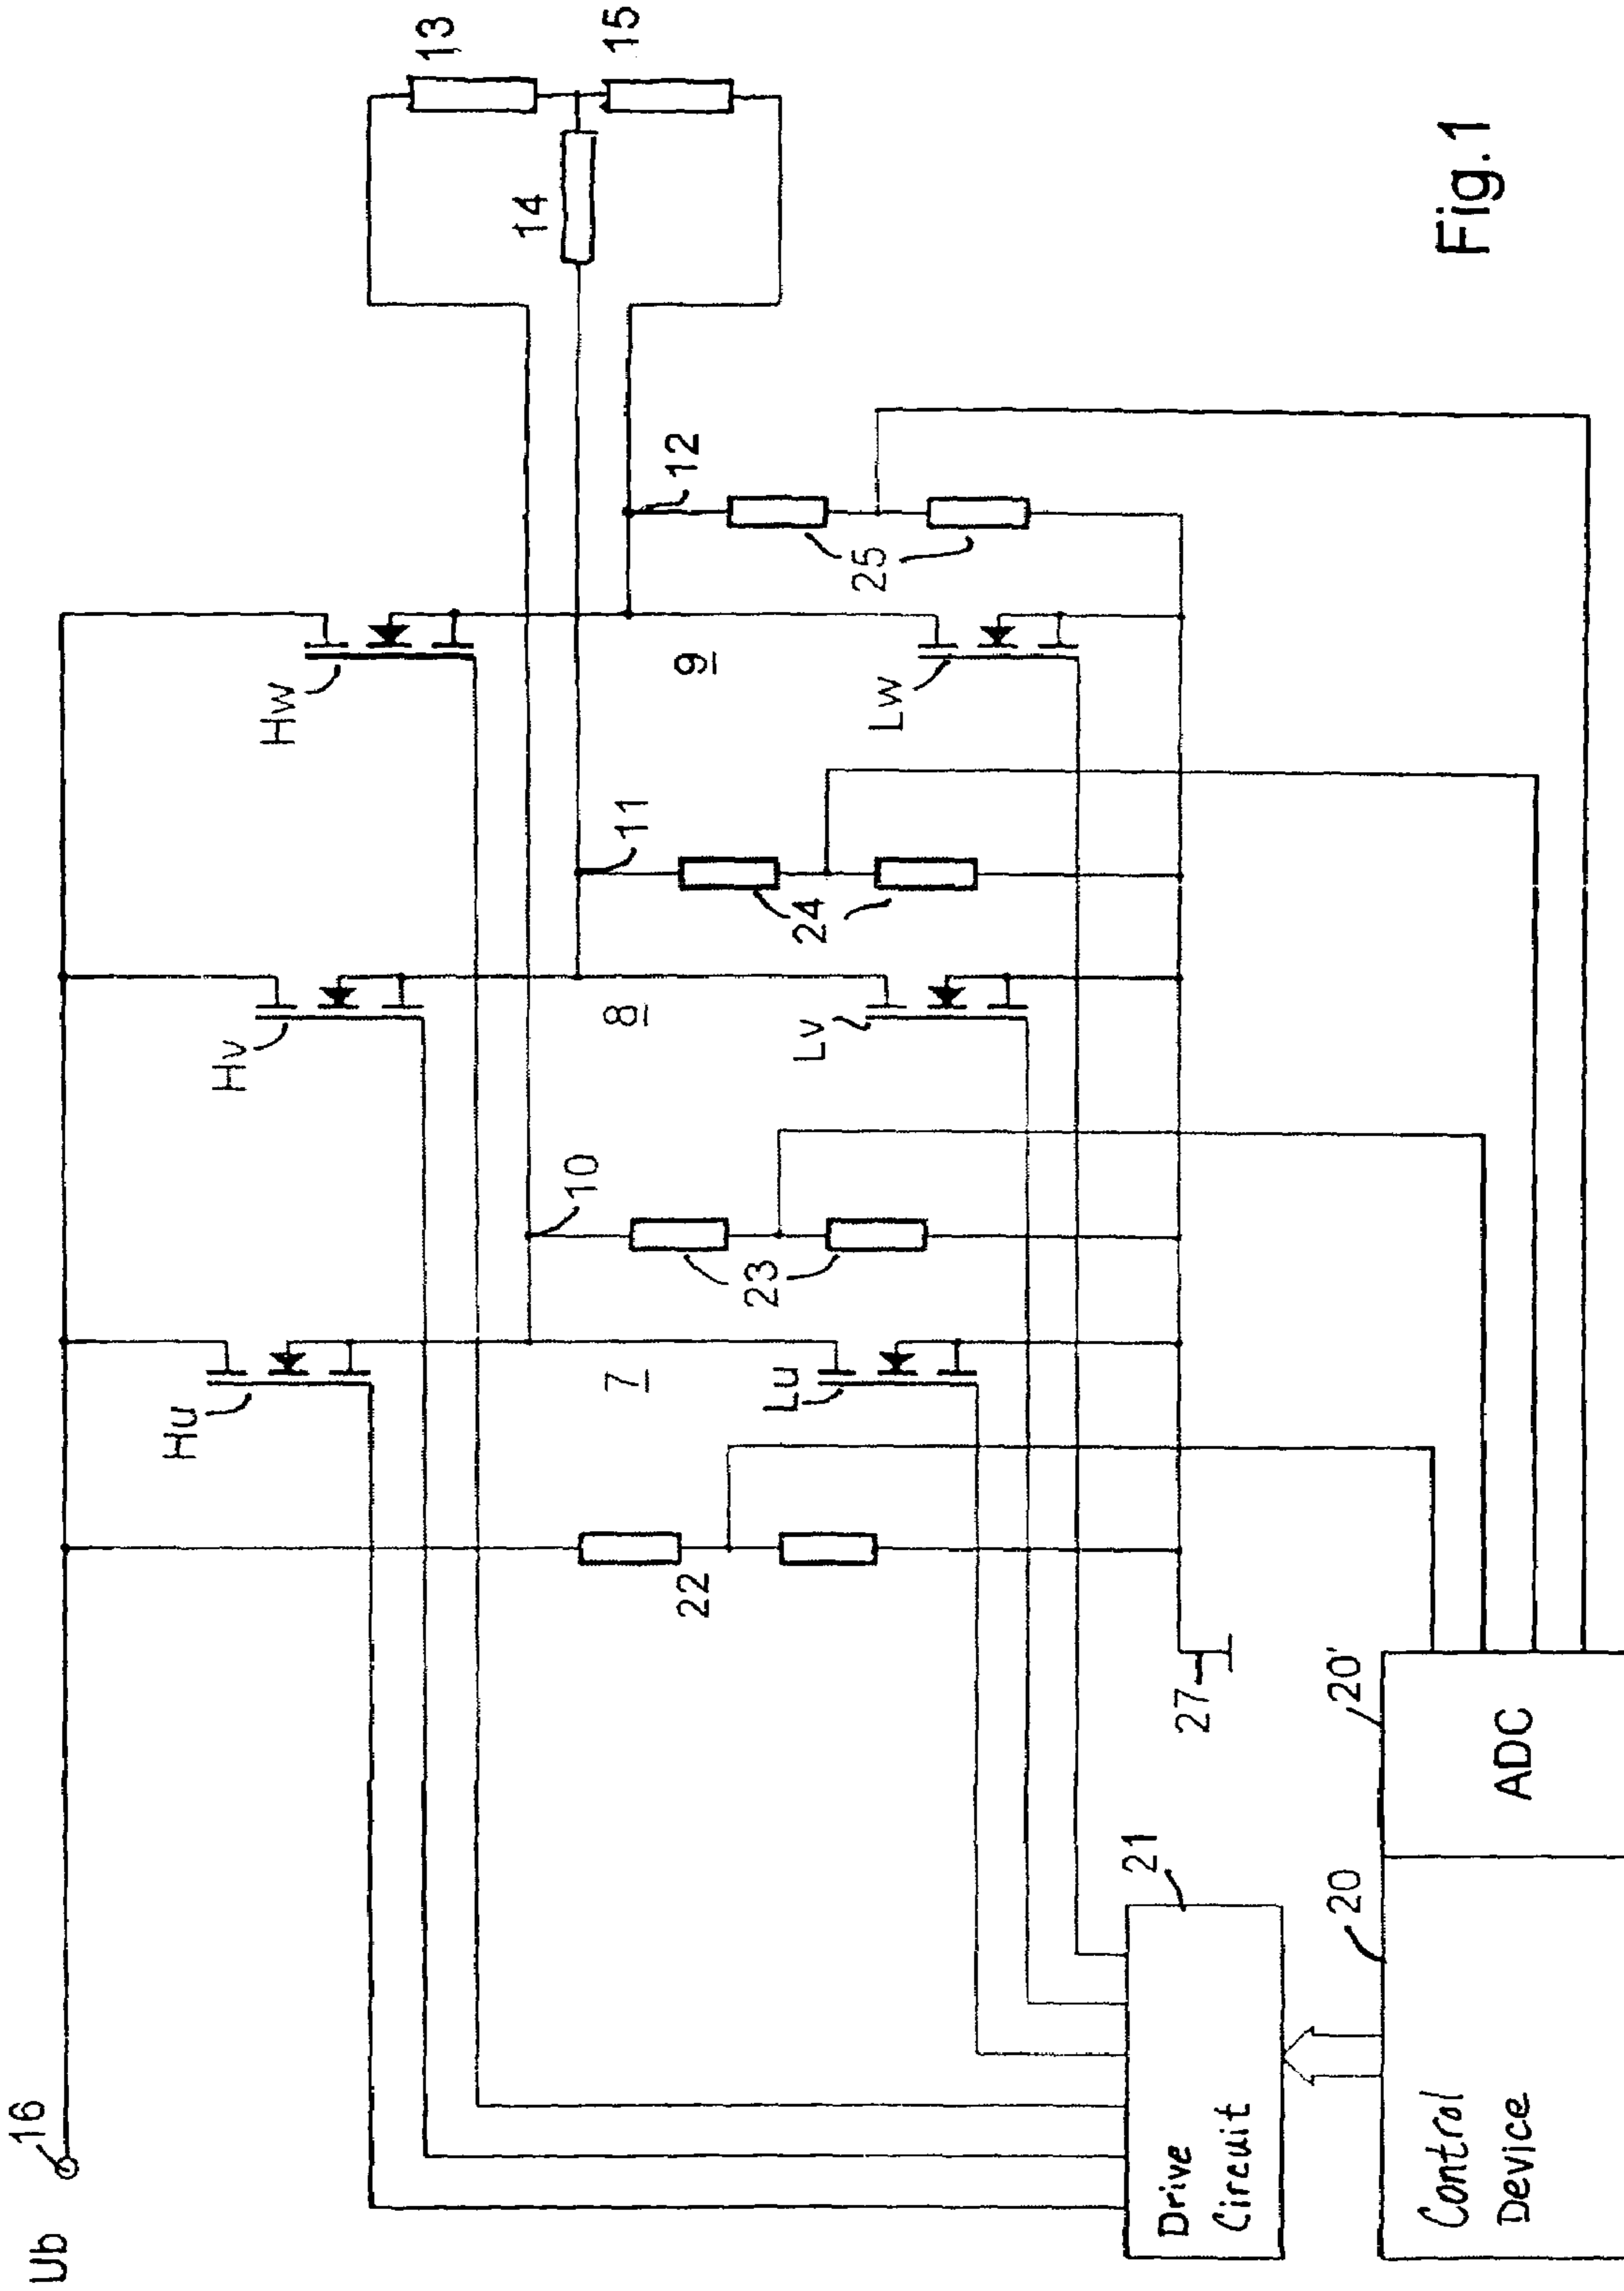 Ub
16
Hu
Hv
Hw
13
14
15
22
7
23
10
8
24
11
9
25
12
Lu
Lv
Lw
27
21
Drive
Circuit
20
20'
Control
Device
ADC
Fig.1